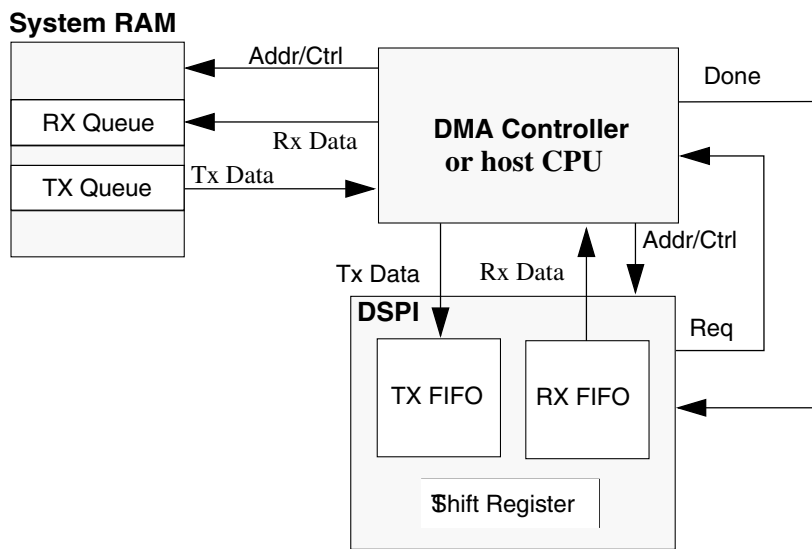 System RAM
Addr/Ctrl
Done
RX Queue
Rx Data
DMA Controller
or host CPU
TX Queue
Tx Data
Addr/Ctrl
Tx Data
Rx Data
DSPI
Req
TX FIFO
RX FIFO
Shift Register